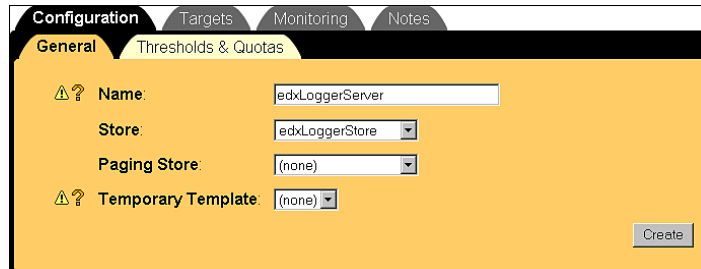 Configuration Targets Monitoring Notes
General Thresholds & Quotas
Name: edxLoggerServer
Store: edxLoggerStore
Paging Store: (none)
Temporary Template: (none)
Create